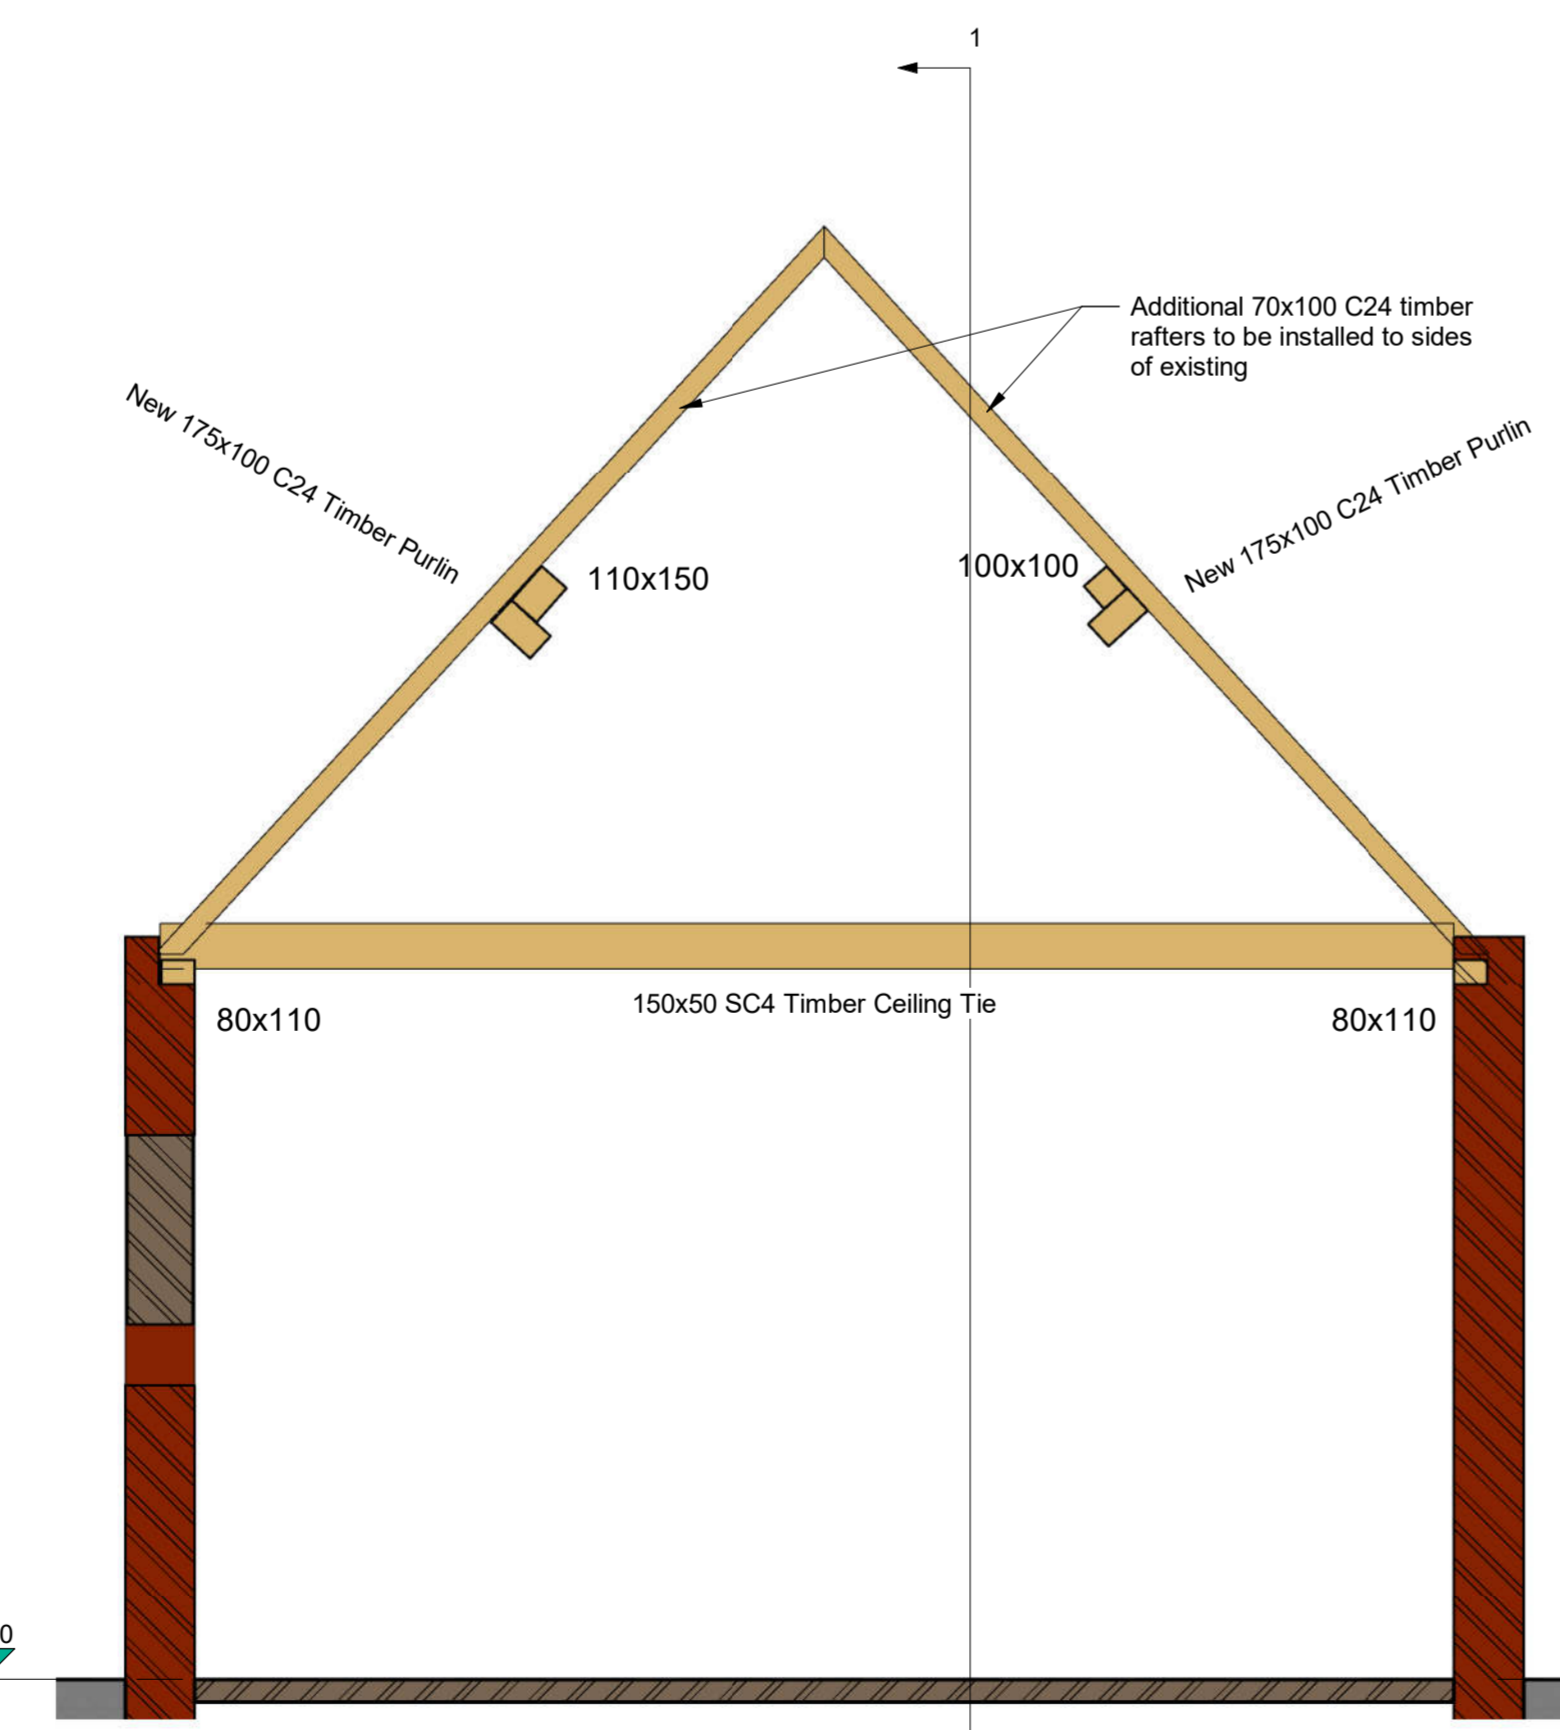 1
Additional 70x100 C24 timber
rafters to be installed to sides
of existing
New 175x100 C24 Timber Purlin
New 175x100 C24 Timber Purlin
110x150
100x100
150x50 SC4 Timber Ceiling Tie
80x110
80x110
0